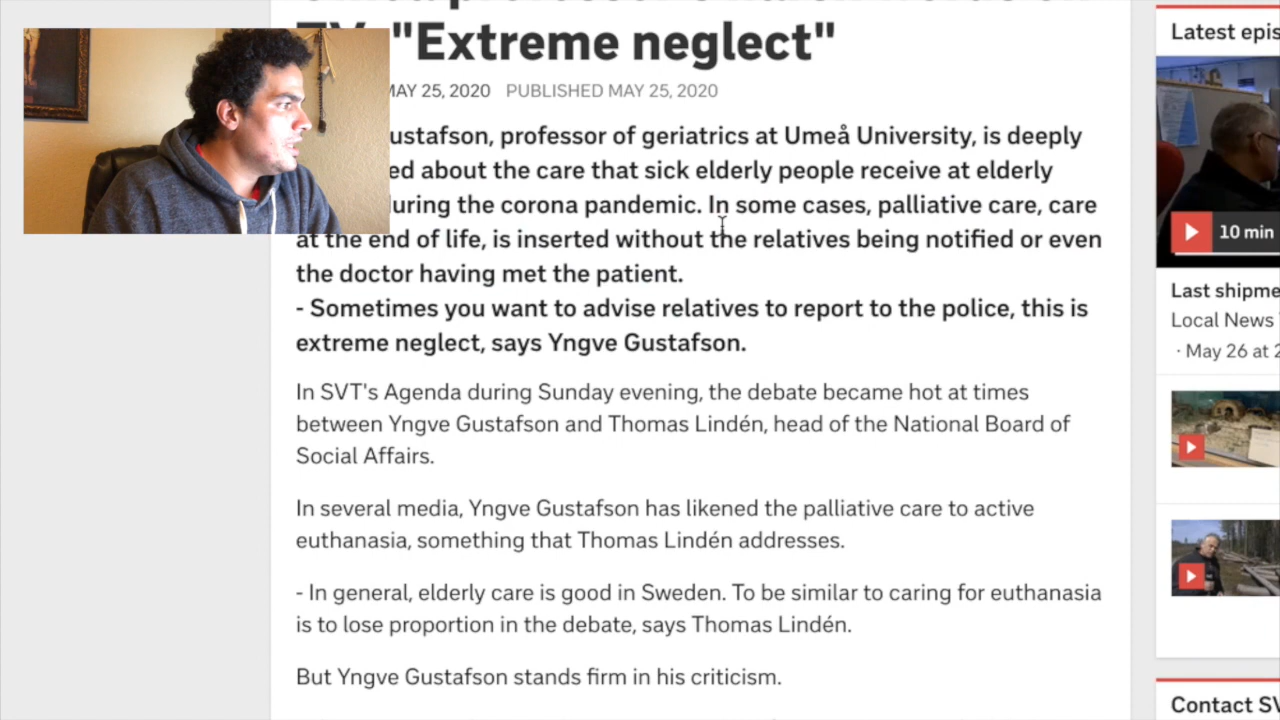 "Extreme neglect"
MAY 25, 2020 PUBLISHED MAY 25, 2020
ustafson, professor of geriatrics at Umeå University, is deeply
ed about the care that sick elderly people receive at elderly
during the corona pandemic. In some cases, palliative care, care
at the end of life, is inserted without the relatives being notified or even
the doctor having met the patient.
- Sometimes you want to advise relatives to report to the police, this is
extreme neglect, says Yngve Gustafson.
In SVT's Agenda during Sunday evening, the debate became hot at times
between Yngve Gustafson and Thomas Lindén, head of the National Board of
Social Affairs.
In several media, Yngve Gustafson has likened the palliative care to active
euthanasia, something that Thomas Lindén addresses.
- In general, elderly care is good in Sweden. To be similar to caring for euthanasia
is to lose proportion in the debate, says Thomas Lindén.
But Yngve Gustafson stands firm in his criticism.
Latest epis
10 min
Last shipme
Local News
· May 26 at 2
Contact SV